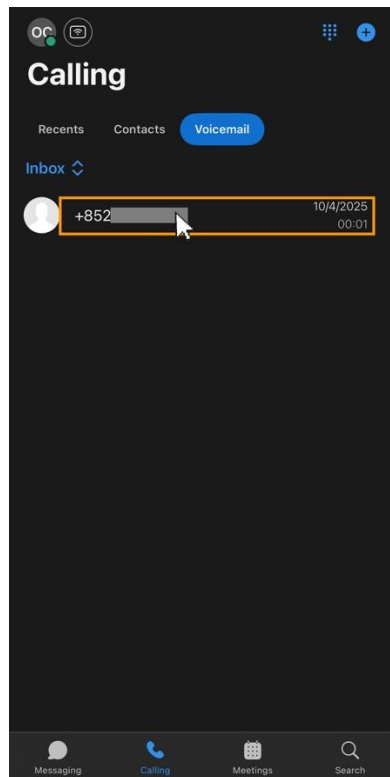 OC
Calling
Recents Contacts Voicemail
Inbox
+852 10/4/2025
00:01
Messaging Calling Meetings Search